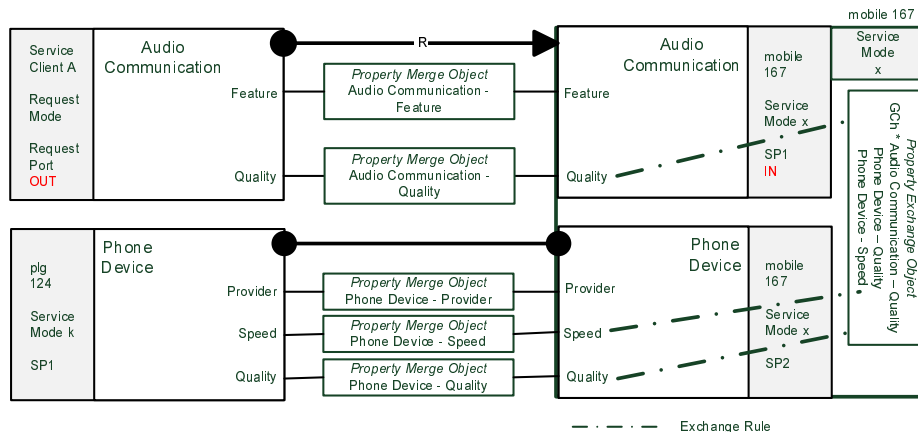 mobile 167
Service
Client A
Request
Mode
Request
Port
OUT
Audio
Communication
Feature
Quality
R
Property Merge Object
Audio Communication -
Feature
Property Merge Object
Audio Communication -
Quality
Audio
Communication
Feature
Quality
mobile
167
Service
Mode x
SP1
IN
Service
Mode
x
Property Exchange Object
GCh * Audio Communication – Quality
Phone Device – Quality
Phone Device - Speed
plg
124
Service
Mode k
SP1
Phone
Device
Provider
Speed
Quality
Property Merge Object
Phone Device - Provider
Property Merge Object
Phone Device - Speed
Property Merge Object
Phone Device - Quality
Phone
Device
Provider
Speed
Quality
mobile
167
Service
Mode x
SP2
Exchange Rule